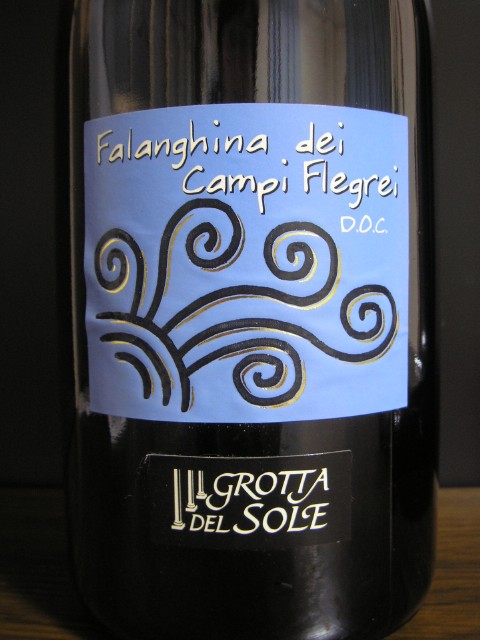 Falanghina dei
Campi Flegrei
D.O.C.
GROTTA
DEL SOLE